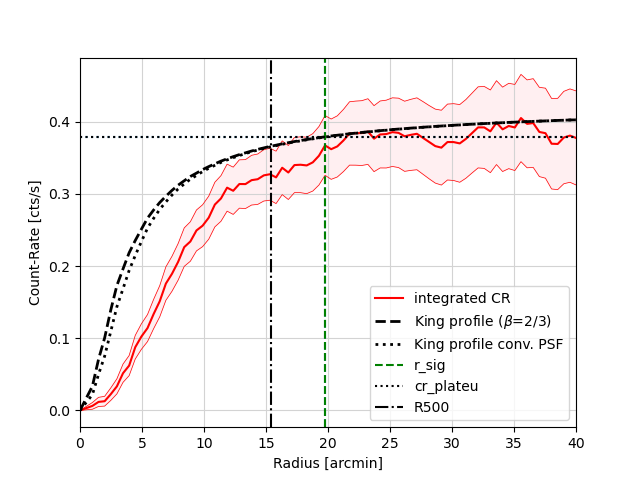 0.4
0.3
0.2
0.1
0.0
Count-Rate [cts/s]
integrated CR
King profile (β=2/3)
King profile conv. PSF
r_sig
cr_plateu
R500
0 5 10 15 20 25 30 35 40
Radius [arcmin]